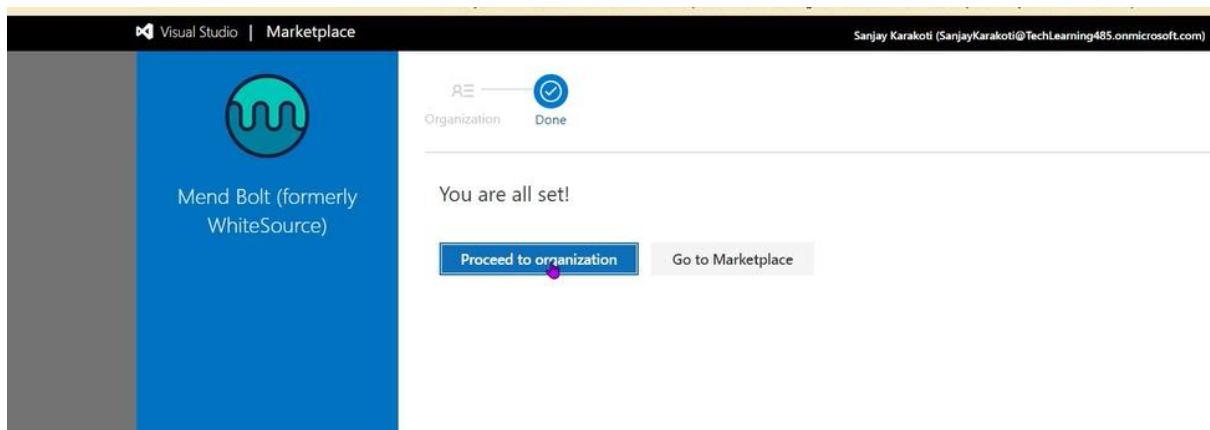 Visual Studio | Marketplace
Sanjay Karakoti (SanjayKarakoti@TechLearning485.onmicrosoft.com)
Mend Bolt (formerly
WhiteSource)
Organization
Done
You are all set!
Proceed to organization
Go to Marketplace